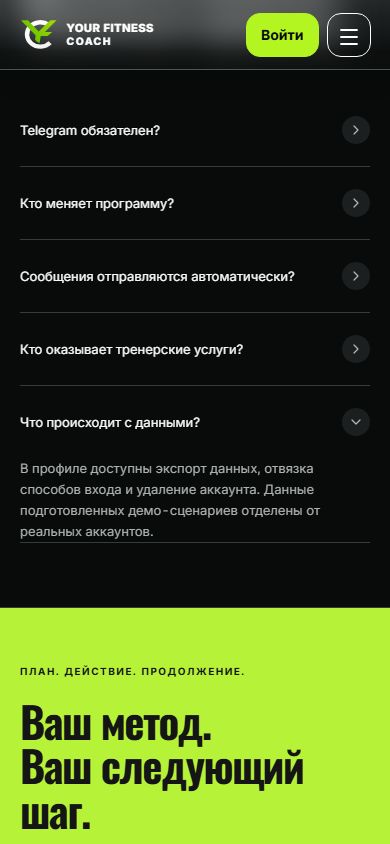 YOUR FITNESS
COACH
Войти
Telegram обязателен?
Кто меняет программу?
Сообщения отправляются автоматически?
Кто оказывает тренерские услуги?
Что происходит с данными?
В профиле доступны экспорт данных, отвязка
способов входа и удаление аккаунта. Данные
подготовленных демо-сценариев отделены от
реальных аккаунтов.
ПЛАН. ДЕЙСТВИЕ. ПРОДОЛЖЕНИЕ.
Ваш метод.
Ваш следующий
шаг.